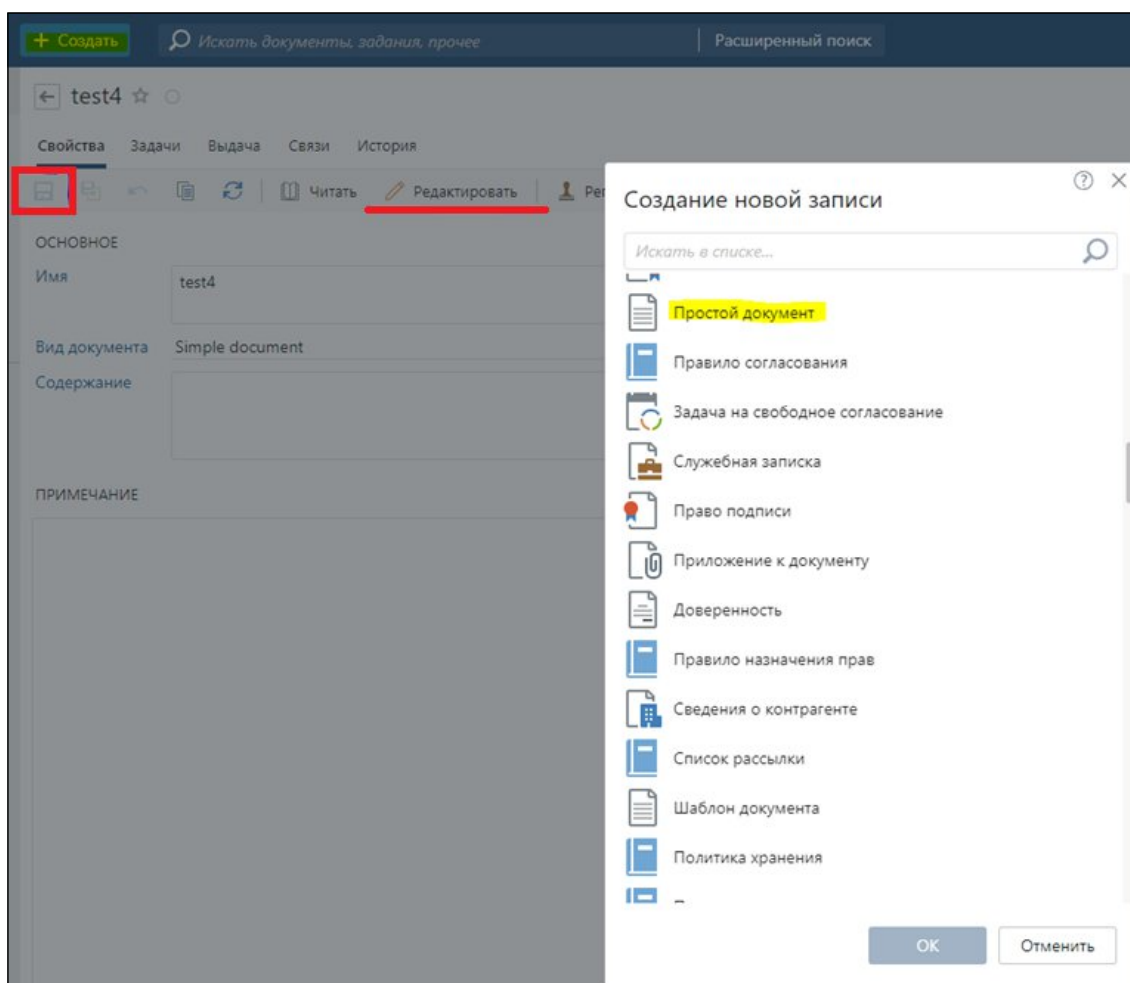 + Создать
Искать документы, задания, прочее
Расширенный поиск
test4
Свойства Задачи Выдача Связи История
Читать Редактировать
ОСНОВНОЕ
Имя test4
Вид документа Simple document
Содержание
ПРИМЕЧАНИЕ
Создание новой записи
Искать в списке...
Простой документ
Правило согласования
Задача на свободное согласование
Служебная записка
Право подписи
Приложение к документу
Доверенность
Правило назначения прав
Сведения о контрагенте
Список рассылки
Шаблон документа
Политика хранения
ОК Отменить